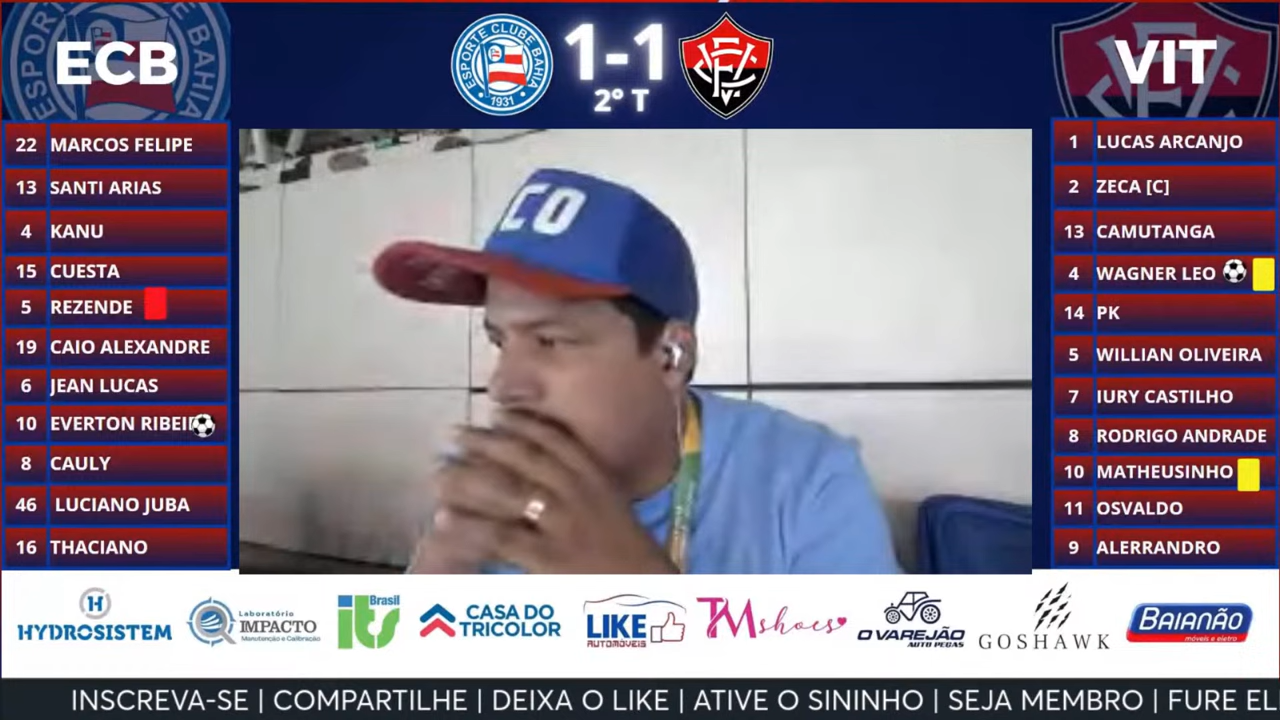 ECB
ESPORTE CLUBE BAHIA
1931
1-1
2º T
VIT
22 MARCOS FELIPE
13 SANTI ARIAS
4 KANU
15 CUESTA
5 REZENDE
19 CAIO ALEXANDRE
6 JEAN LUCAS
10 EVERTON RIBEI
8 CAULY
46 LUCIANO JUBA
16 THACIANO
CO
1 LUCAS ARCANJO
2 ZECA [C]
13 CAMUTANGA
4 WAGNER LEO
14 PK
5 WILLIAN OLIVEIRA
7 IURY CASTILHO
8 RODRIGO ANDRADE
10 MATHEUSINHO
11 OSVALDO
9 ALERRANDRO
H HYDROSISTEM
Laboratório
IMPACTO
Manutenção e Calibração
its Brasil
CASA DO
TRICOLOR
LIKE
AUTOMÓVEIS
TM shoes
O VAREJÃO
AUTO PEÇAS
GOSHAWK
BAIANÃO
móveis e eletro
INSCREVA-SE | COMPARTILHE | DEIXA O LIKE | ATIVE O SININHO | SEJA MEMBRO | FURE EL